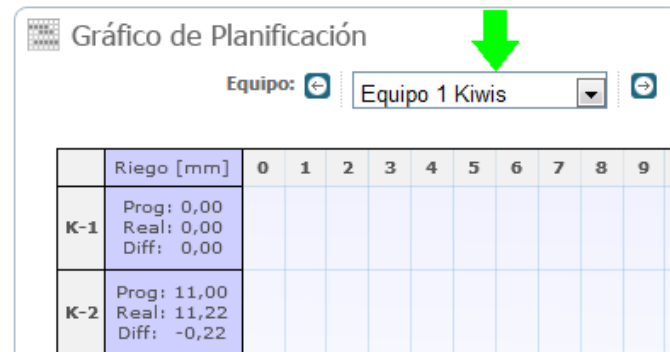 Gráfico de Planificación
Equipo: Equipo 1 Kiwis
Riego [mm] 0 1 2 3 4 5 6 7 8 9
K-1
Prog: 0,00
Real: 0,00
Diff: 0,00
K-2
Prog: 11,00
Real: 11,22
Diff: -0,22